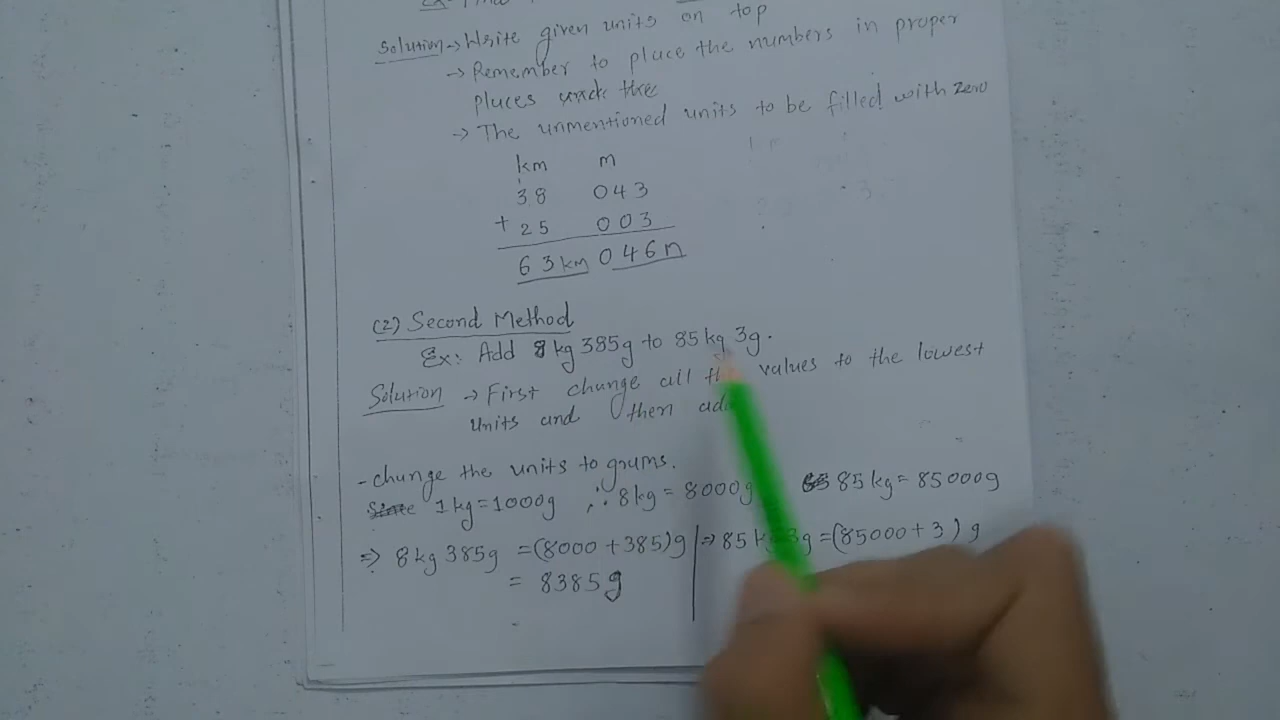 Solution → Write given units on top
→ Remember to place the numbers in proper
places
→ The unmentioned units to be filled with zero
km m
38 043
+ 25 003
63 km 046m
(2) Second Method
Ex: Add 8 kg 385g to 85 kg 3g.
Solution → First change all the values to the lowest
units and then add
- change the units to grams.
1 kg = 1000g ∴ 8 kg = 8000g 85 kg = 85000g
⇒ 8 kg 385g = (8000 + 385) g ⇒ 85 kg 3g = (85000 + 3) g
= 8385 g